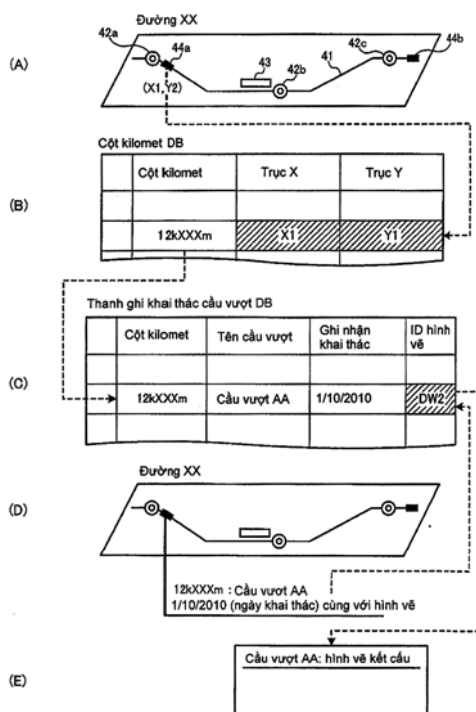 Đường XX
42a
44a
42c
44b
(A)
43
42b
41
(X1,Y2)
Cột kilomet DB
(B)
Cột kilomet
Trục X
Trục Y
12kXXXm
X1
Y1
Thanh ghi khai thác cầu vượt DB
(C)
Cột kilomet
Tên cầu vượt
Ghi nhận
khai thác
ID hình
vẽ
12kXXXm
Cầu vượt AA
1/10/2010
DW2
Đường XX
(D)
12kXXXm : Cầu vượt AA
1/10/2010 (ngày khai thác) cùng với hình vẽ
(E)
Cầu vượt AA: hình vẽ kết cấu